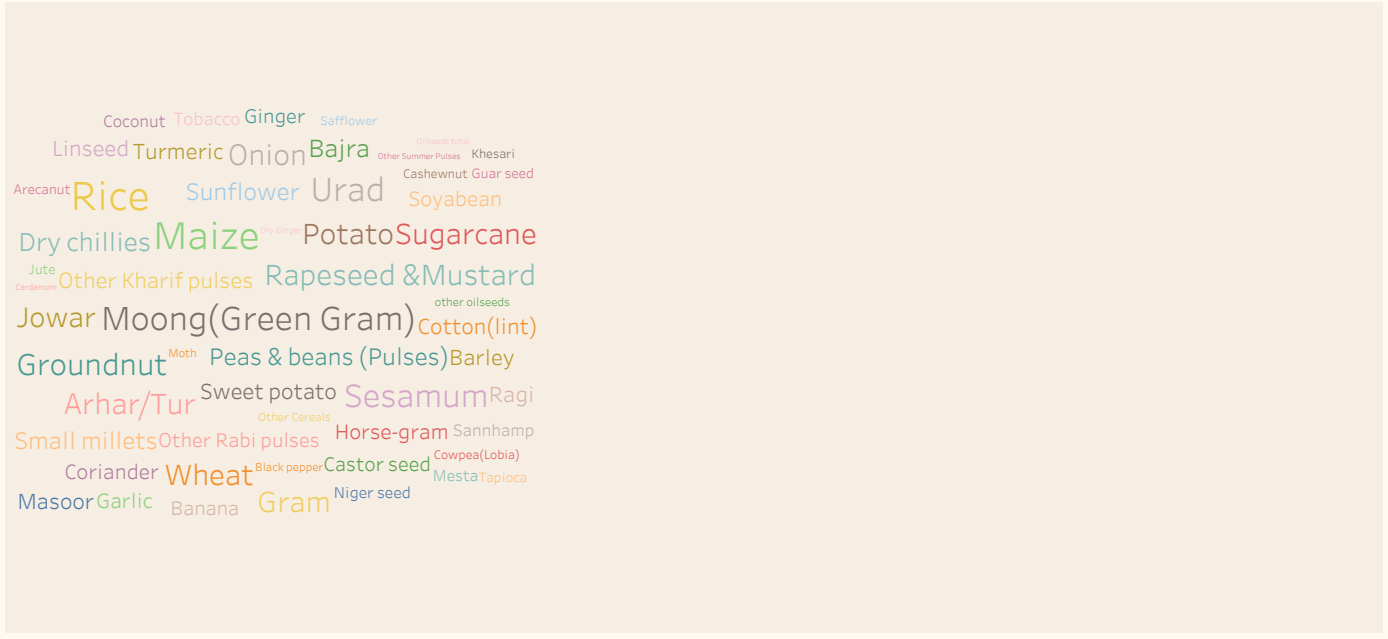 Coconut Tobacco Ginger Safflower
Linseed Turmeric Onion Bajra Other Summer Pulses Oilseeds total Khesari
Cashewnut Guar seed
Arecanut Rice Sunflower Urad Soyabean
Dry chillies Maize Dry Ginger Potato Sugarcane
Jute
Cardamom Other Kharif pulses Rapeseed &Mustard
other oilseeds
Jowar Moong(Green Gram) Cotton(lint)
Groundnut Moth Peas & beans (Pulses) Barley
Arhar/Tur Sweet potato Sesamum Ragi
Other Cereals
Small millets Other Rabi pulses Horse-gram Sannhamp
Cowpea(Lobia)
Coriander Wheat Black pepper Castor seed Mesta Tapioca
Masoor Garlic Banana Gram Niger seed